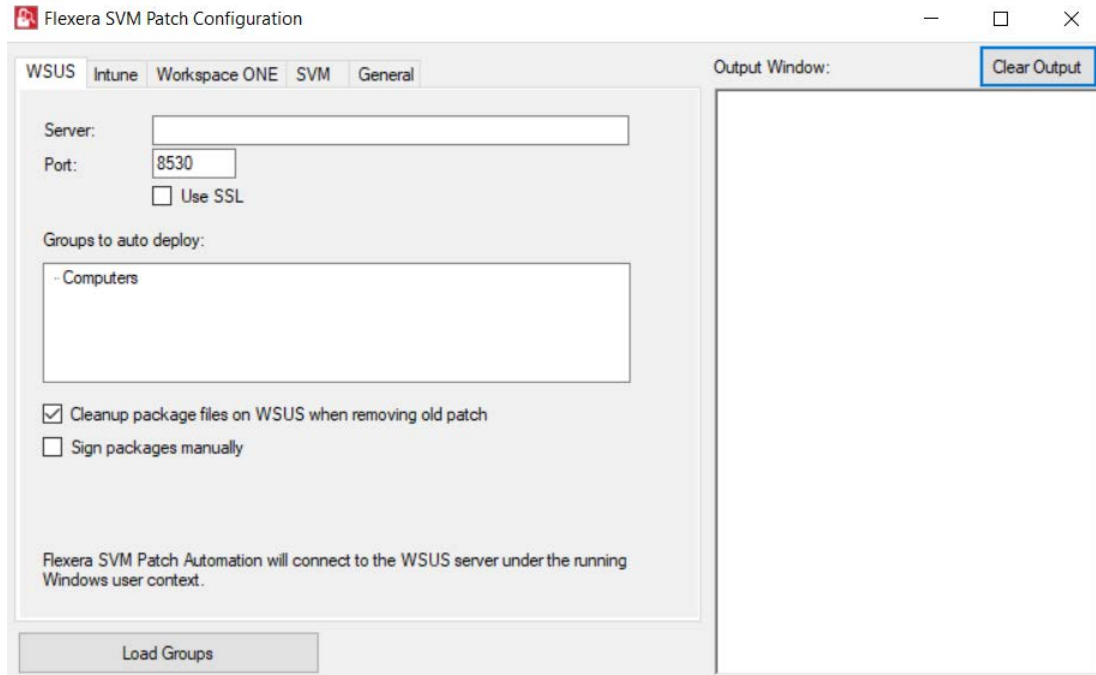 Flexera SVM Patch Configuration
WSUS Intune Workspace ONE SVM General
Output Window:
Clear Output
Server:
Port: 8530
Use SSL
Groups to auto deploy:
Computers
Cleanup package files on WSUS when removing old patch
Sign packages manually
Flexera SVM Patch Automation will connect to the WSUS server under the running
Windows user context.
Load Groups